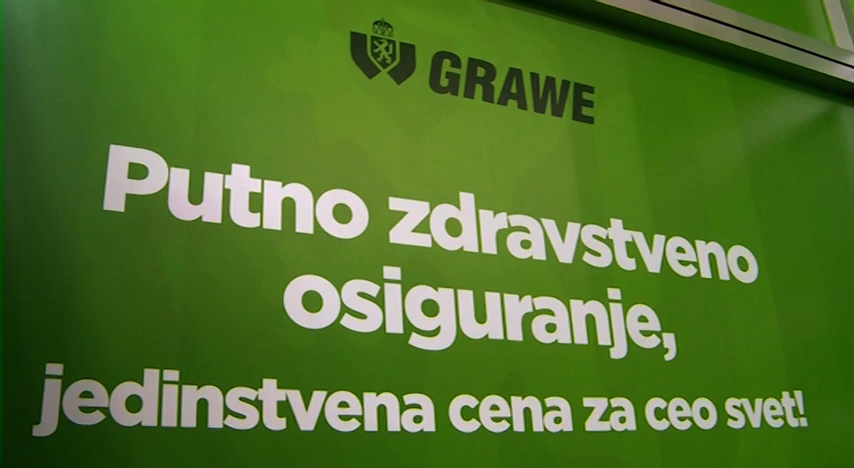 GRAWE
Putno zdravstveno
osiguranje,
jedinstvena cena za ceo svet!